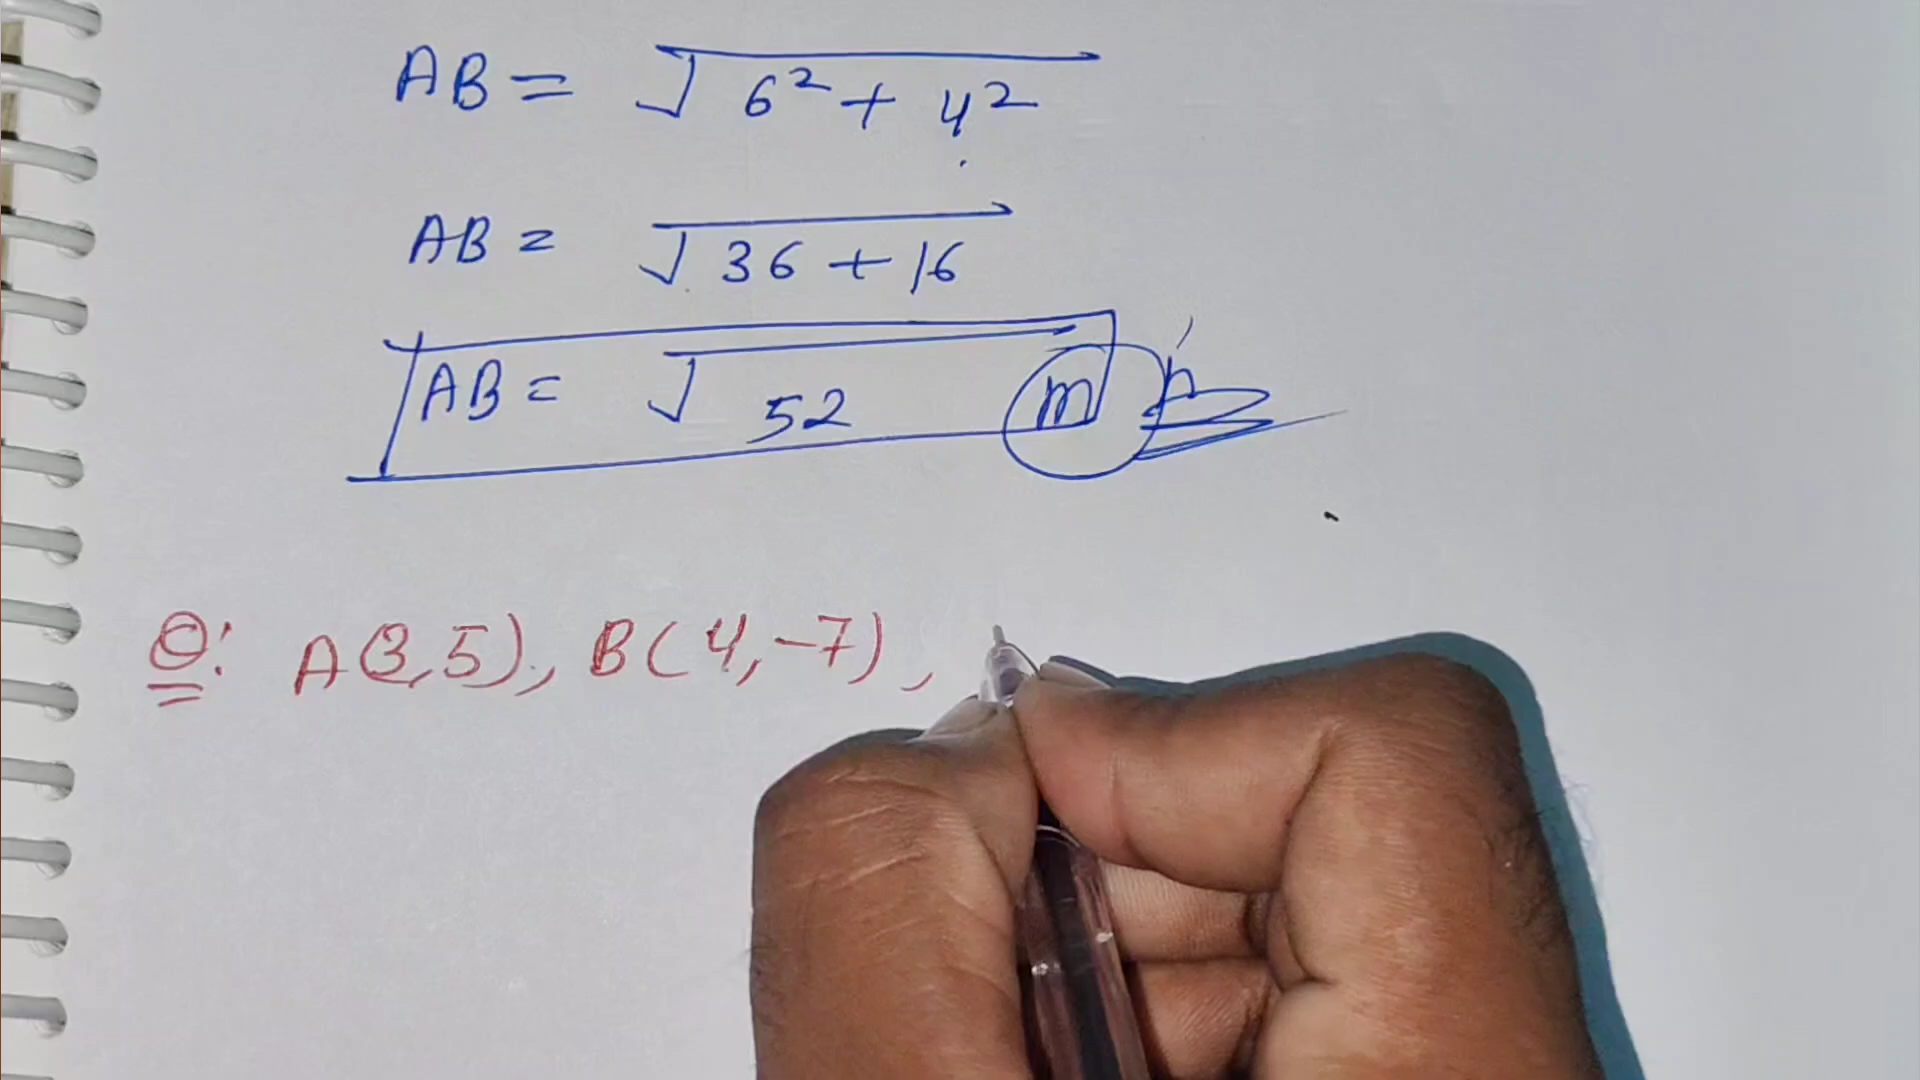 AB = √6² + 4²
AB = √36 + 16
AB = √52 m
Q: A(3,5), B(4,-7),